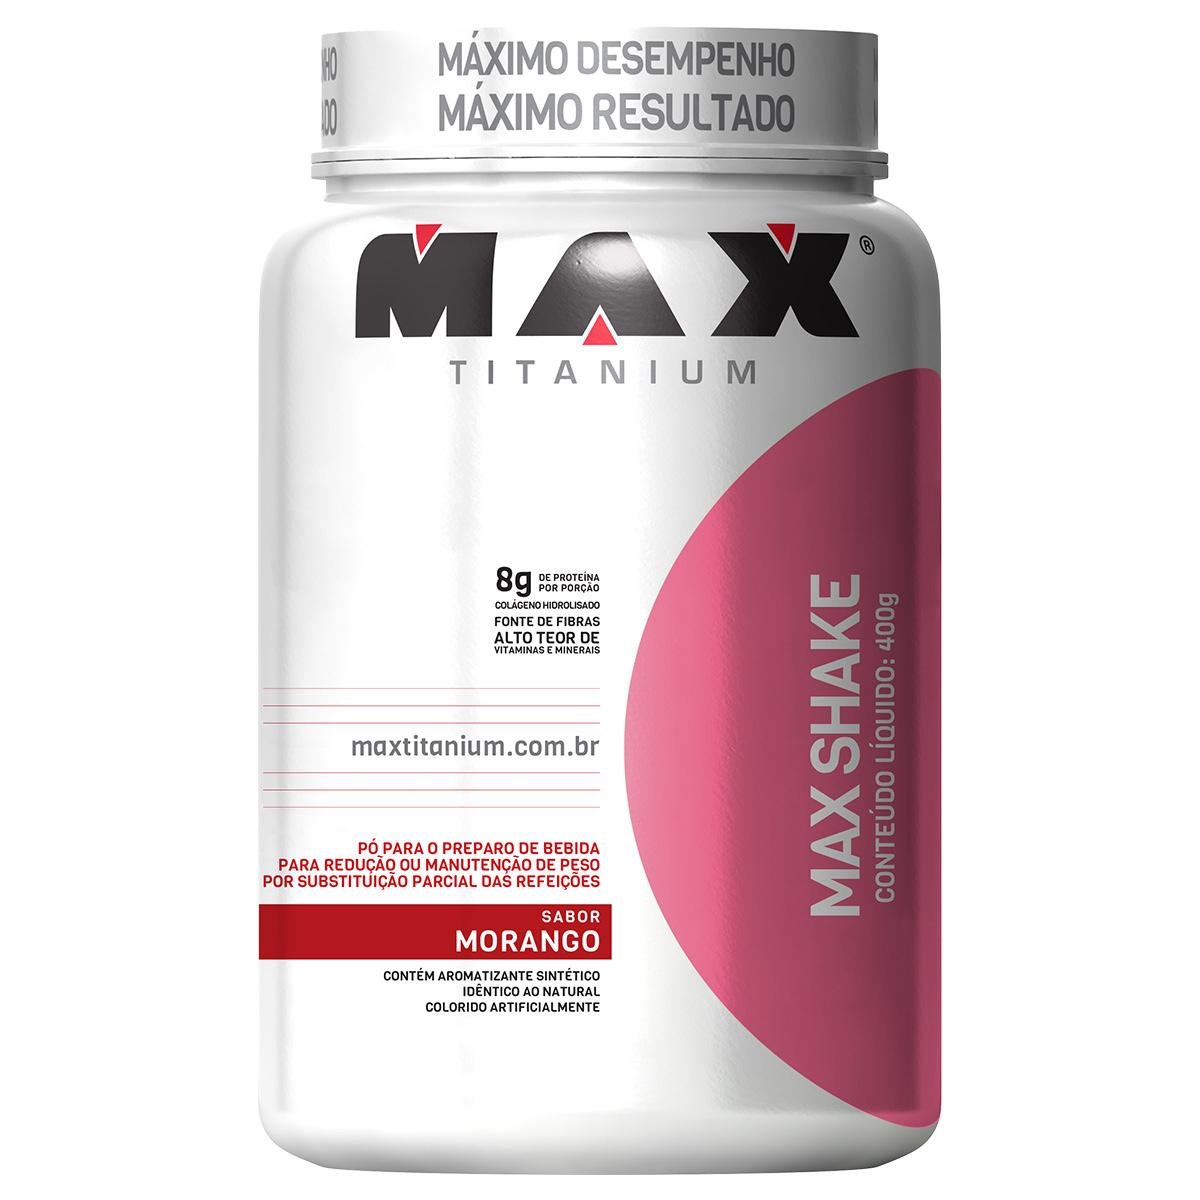 MÁXIMO DESEMPENHO
MÁXIMO RESULTADO
NHO
ADO
MAX®
TITANIUM
8g DE PROTEÍNA
POR PORÇÃO
COLÁGENO HIDROLISADO
FONTE DE FIBRAS
ALTO TEOR DE
VITAMINAS E MINERAIS
maxtitanium.com.br
PÓ PARA O PREPARO DE BEBIDA
PARA REDUÇÃO OU MANUTENÇÃO DE PESO
POR SUBSTITUIÇÃO PARCIAL DAS REFEIÇÕES
SABOR
MORANGO
CONTÉM AROMATIZANTE SINTÉTICO
IDÊNTICO AO NATURAL
COLORIDO ARTIFICIALMENTE
MAX SHAKE
CONTEÚDO LÍQUIDO: 400g